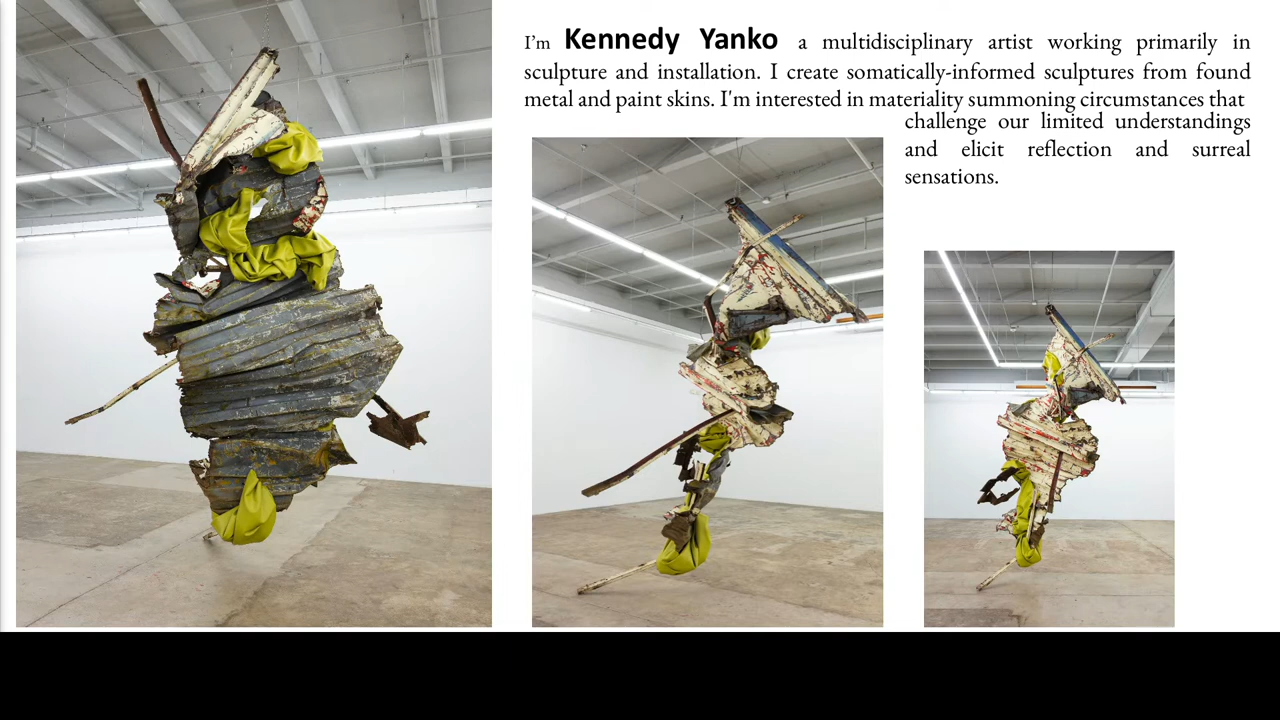 I'm Kennedy Yanko a multidisciplinary artist working primarily in
sculpture and installation. I create somatically-informed sculptures from found
metal and paint skins. I'm interested in materiality summoning circumstances that
challenge our limited understandings
and elicit reflection and surreal
sensations.